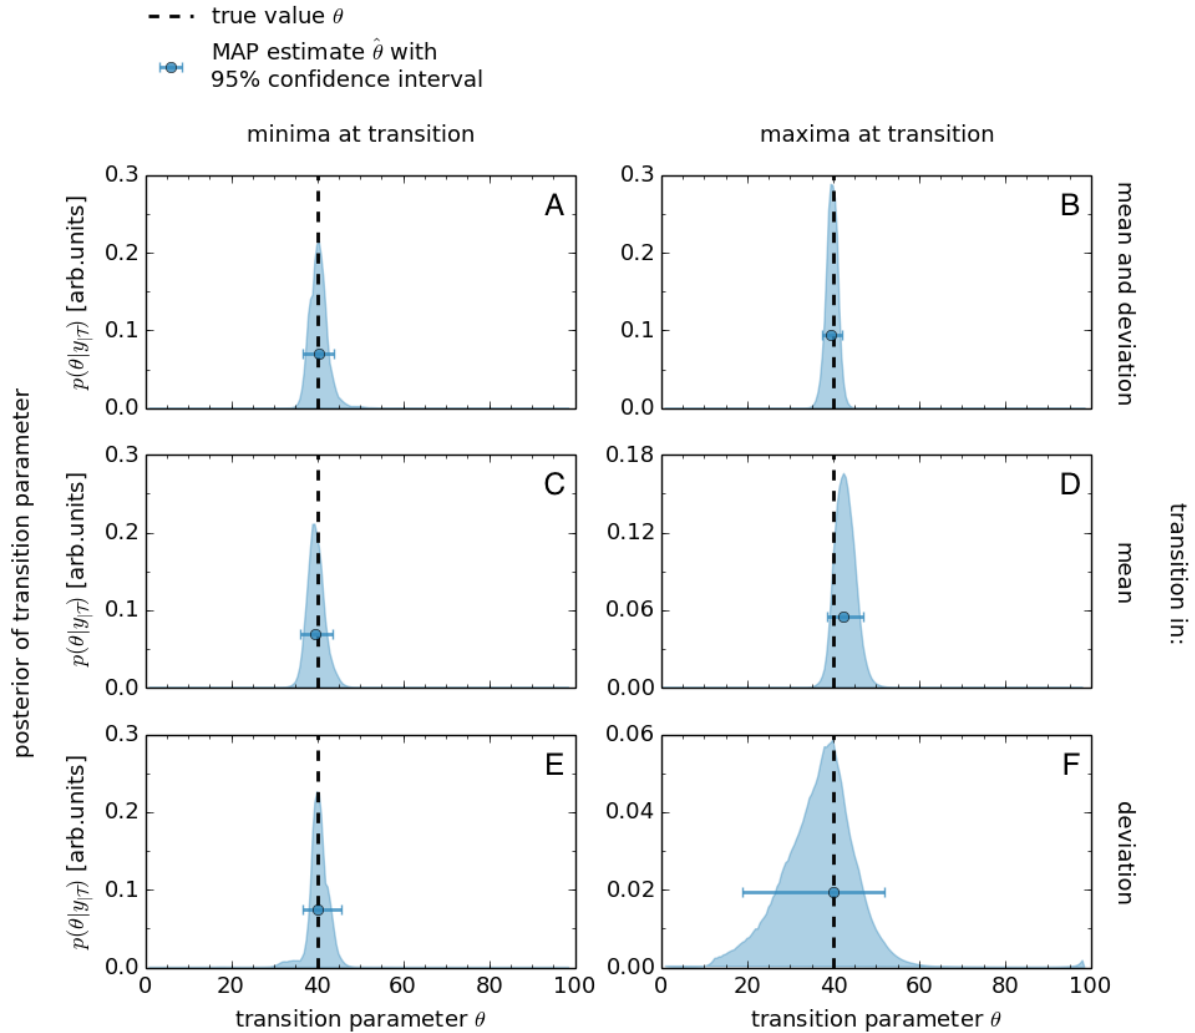 true value θ
MAP estimate θ̂ with
95% confidence interval
minima at transition
maxima at transition
0.3
0.2
0.1
0.0
p(θ|y|𝒯) [arb.units]
A
0.3
0.2
0.1
0.0
B
mean and deviation
0.3
0.2
0.1
0.0
p(θ|y|𝒯) [arb.units]
C
0.18
0.12
0.06
0.00
D
mean
0.3
0.2
0.1
0.0
p(θ|y|𝒯) [arb.units]
E
0 20 40 60 80 100
transition parameter θ
0.06
0.04
0.02
0.00
F
deviation
0 20 40 60 80 100
transition parameter θ
posterior of transition parameter
transition in: